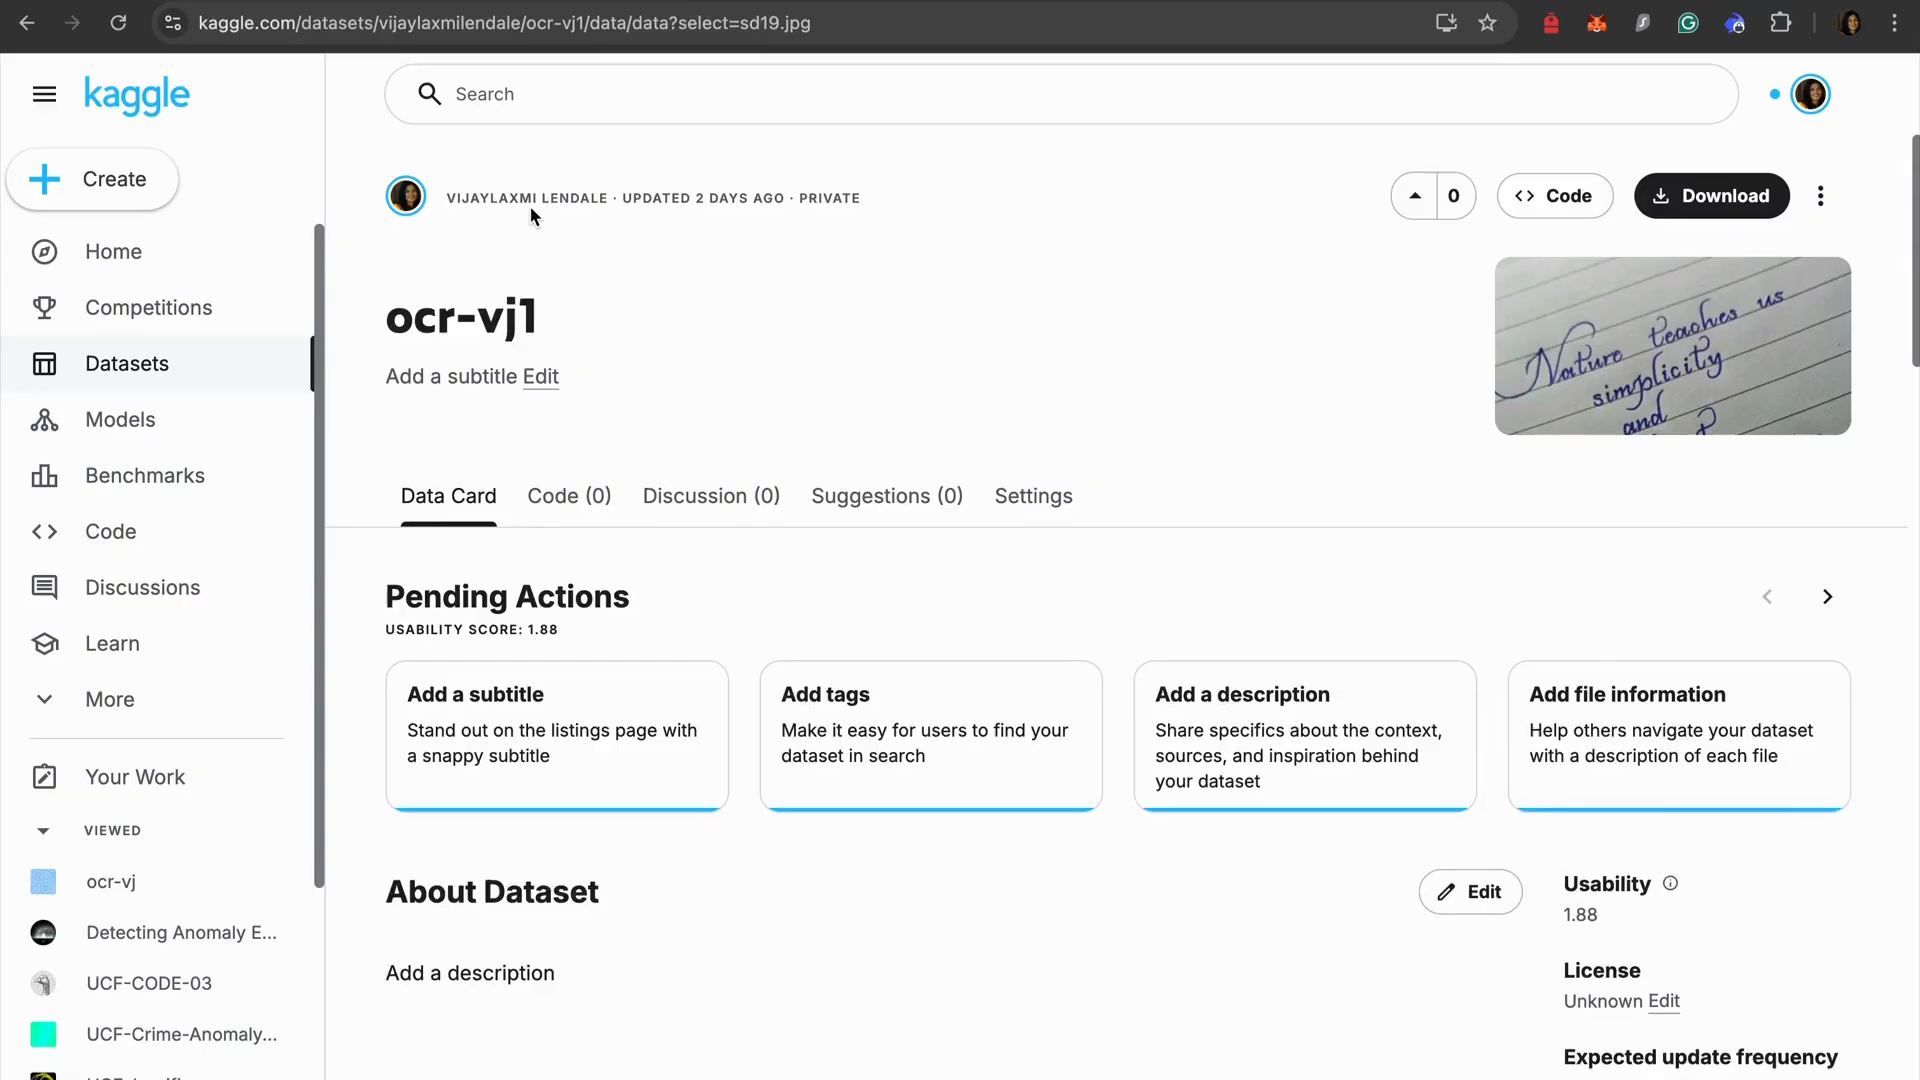 kaggle.com/datasets/vijaylaxmilendale/ocr-vj1/data/data?select=sd19.jpg
kaggle
Search
Create
VIJAYLAXMI LENDALE · UPDATED 2 DAYS AGO · PRIVATE
0
Code
Download
Home
Competitions
Datasets
Models
Benchmarks
Code
Discussions
Learn
More
Your Work
VIEWED
ocr-vj
Detecting Anomaly E...
UCF-CODE-03
UCF-Crime-Anomaly...
ocr-vj1
Add a subtitle Edit
Nature teaches us
simplicity
and
Data Card Code (0) Discussion (0) Suggestions (0) Settings
Pending Actions
USABILITY SCORE: 1.88
Add a subtitle
Stand out on the listings page with
a snappy subtitle
Add tags
Make it easy for users to find your
dataset in search
Add a description
Share specifics about the context,
sources, and inspiration behind
your dataset
Add file information
Help others navigate your dataset
with a description of each file
About Dataset
Edit
Add a description
Usability
1.88
License
Unknown Edit
Expected update frequency